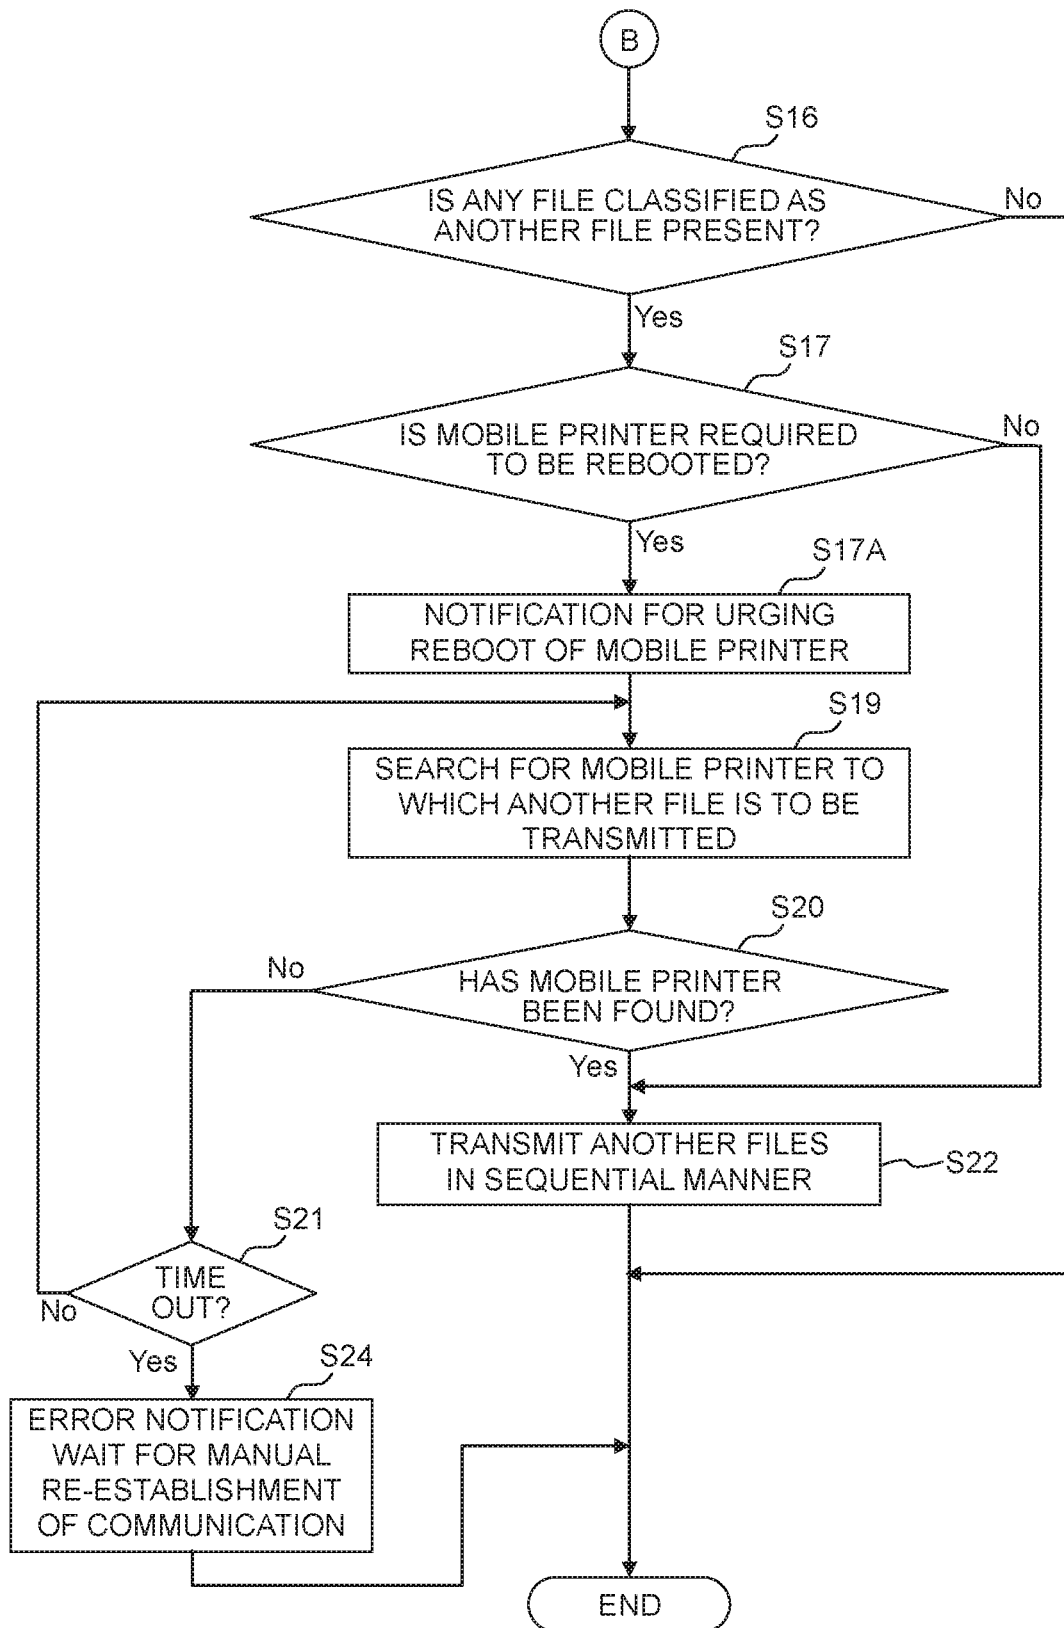 B
S16
IS ANY FILE CLASSIFIED AS
ANOTHER FILE PRESENT?
No
Yes
S17
IS MOBILE PRINTER REQUIRED
TO BE REBOOTED?
No
Yes
S17A
NOTIFICATION FOR URGING
REBOOT OF MOBILE PRINTER
S19
SEARCH FOR MOBILE PRINTER TO
WHICH ANOTHER FILE IS TO BE
TRANSMITTED
S20
No
HAS MOBILE PRINTER
BEEN FOUND?
Yes
TRANSMIT ANOTHER FILES
IN SEQUENTIAL MANNER
S22
S21
TIME
OUT?
No
Yes
S24
ERROR NOTIFICATION
WAIT FOR MANUAL
RE-ESTABLISHMENT
OF COMMUNICATION
END